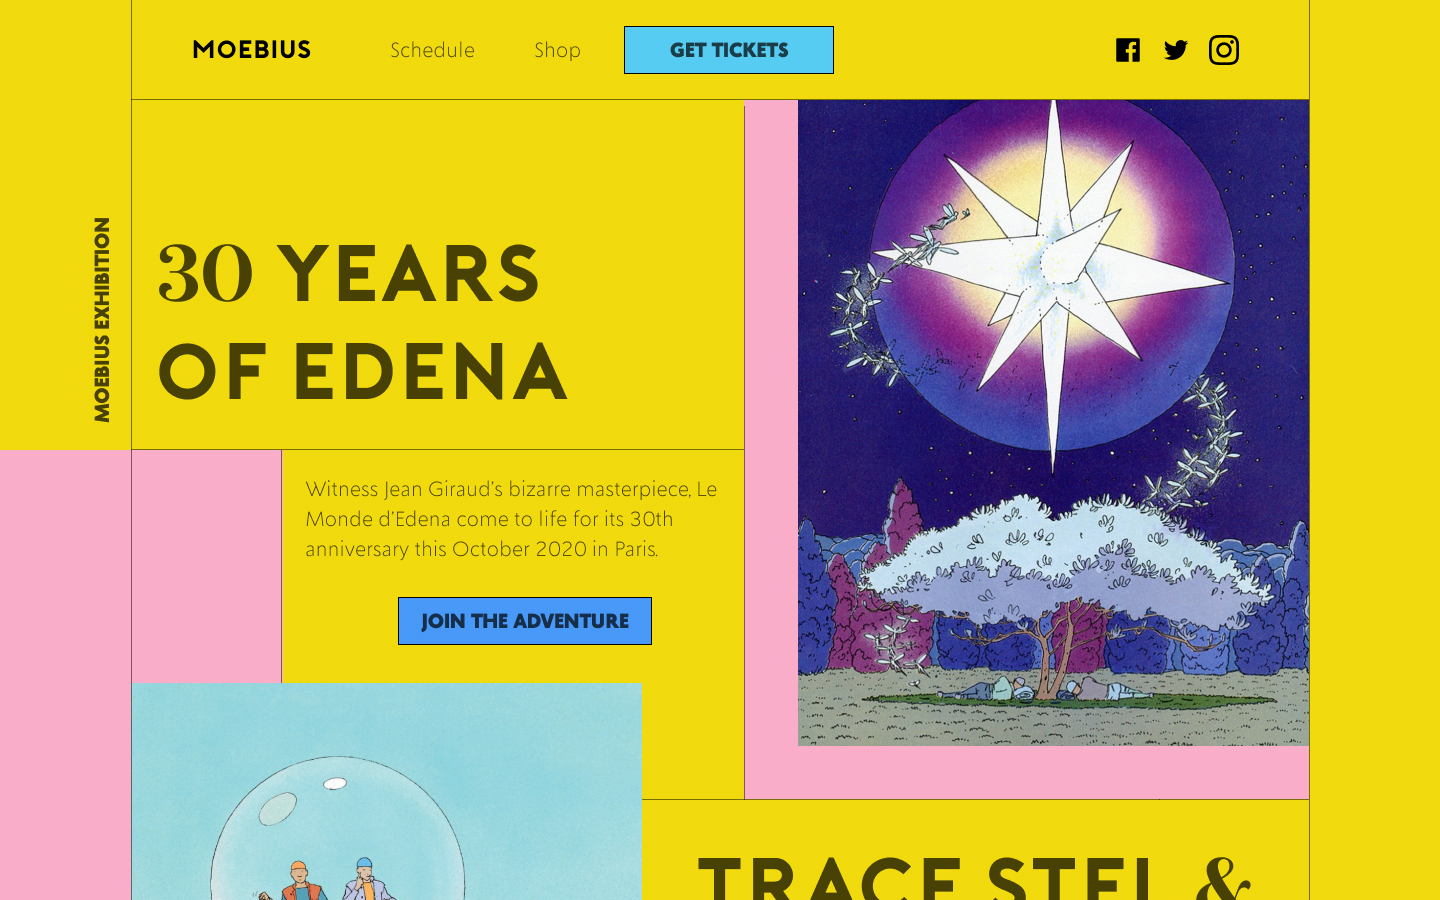 MOEBIUS
Schedule
Shop
GET TICKETS
MOEBIUS EXHIBITION
30 YEARS
OF EDENA
Witness Jean Giraud’s bizarre masterpiece, Le
Monde d’Edena come to life for its 30th
anniversary this October 2020 in Paris.
JOIN THE ADVENTURE
TRACE STEL &